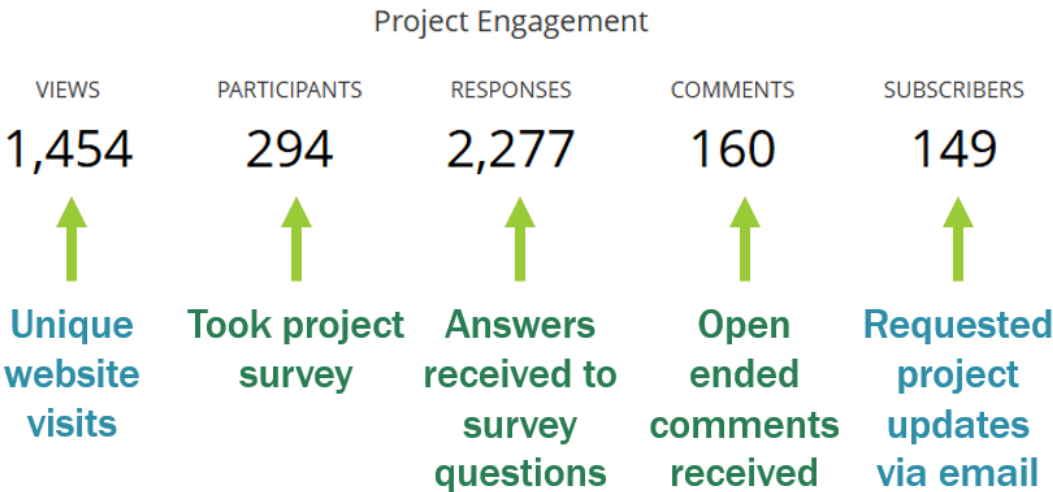 Project Engagement
VIEWS PARTICIPANTS RESPONSES COMMENTS SUBSCRIBERS
1,454 294 2,277 160 149
Unique website visits
Took project survey
Answers received to survey questions
Open ended comments received
Requested project updates via email